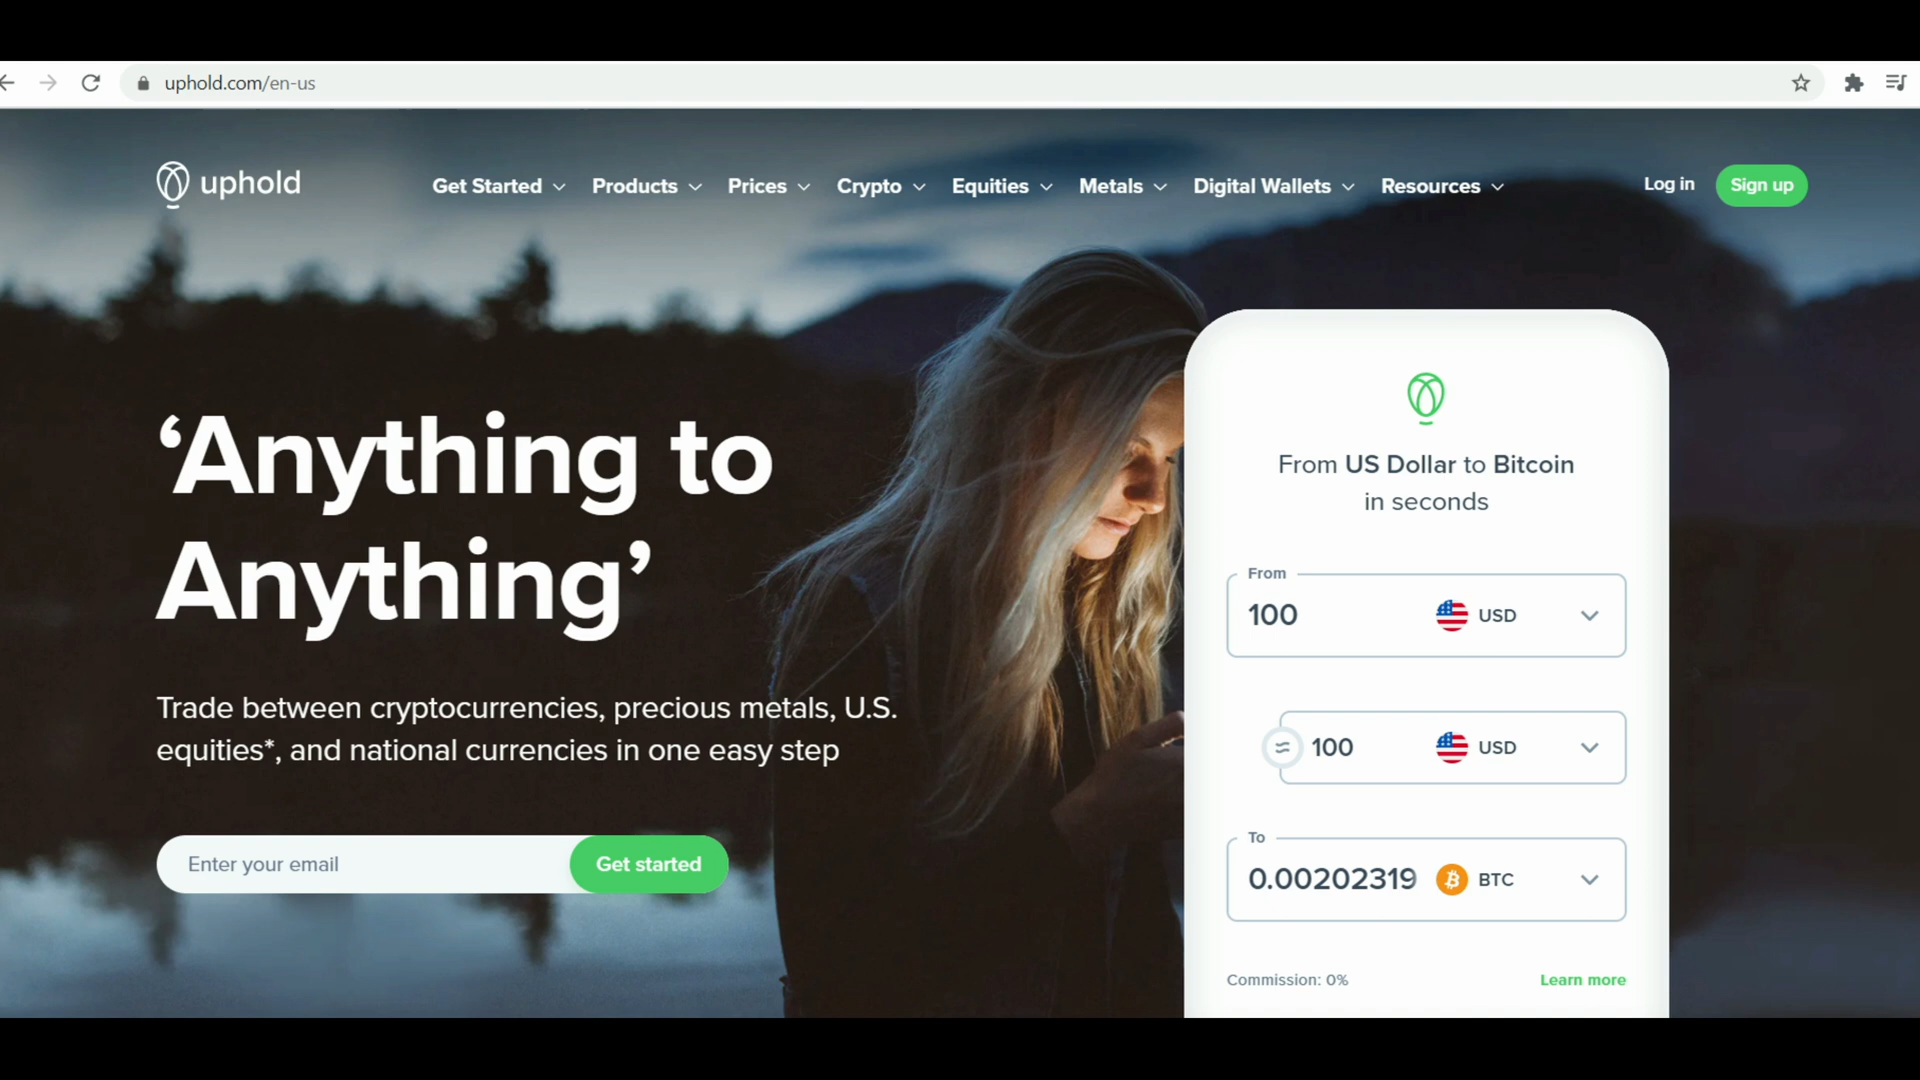 uphold.com/en-us
uphold
Get Started
Products
Prices
Crypto
Equities
Metals
Digital Wallets
Resources
Log in
Sign up
‘Anything to
Anything’
Trade between cryptocurrencies, precious metals, U.S.
equities*, and national currencies in one easy step
Enter your email
Get started
From US Dollar to Bitcoin
in seconds
From
100
USD
100
USD
To
0.00202319
BTC
Commission: 0%
Learn more